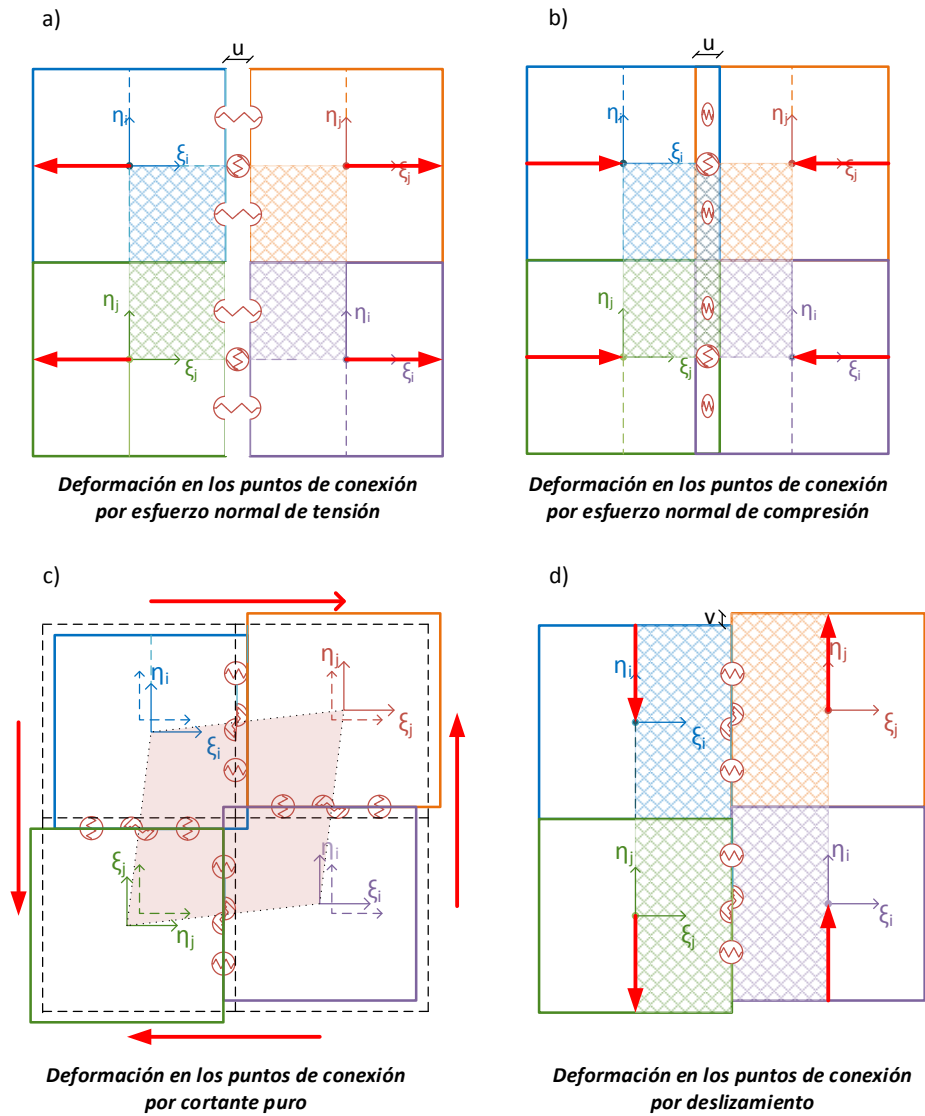 a)
u
ηi
ηj
ξi
ξj
ηj
ηi
ξj
ξi
Deformación en los puntos de conexión
por esfuerzo normal de tensión
b)
u
ηi
ηj
ξi
ξj
ηj
ηi
ξj
ξi
Deformación en los puntos de conexión
por esfuerzo normal de compresión
c)
ηj
ηi
ξj
ξi
ηi
ξj
ξi
ηj
Deformación en los puntos de conexión
por cortante puro
d)
v
ηi
ηj
ξi
ξj
ηj
ηi
ξj
ξi
Deformación en los puntos de conexión
por deslizamiento